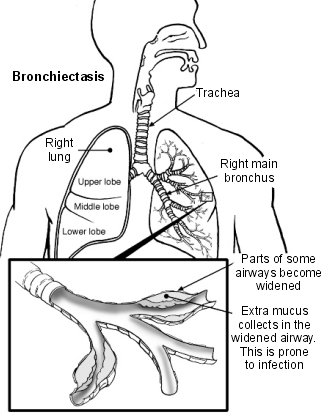 Bronchiectasis
Trachea
Right
lung
Right main
bronchus
Upper lobe
Middle lobe
Lower lobe
Parts of some
airways become
widened
Extra mucus
collects in the
widened airway.
This is prone
to infection